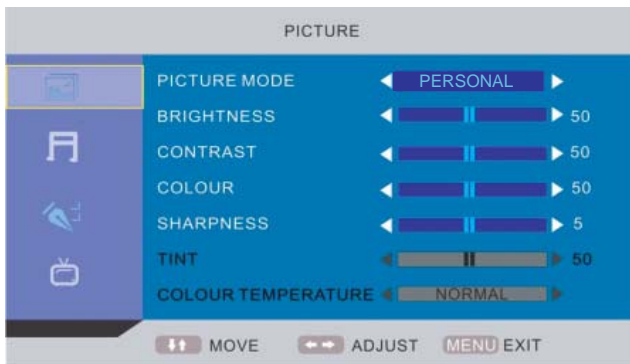 PICTURE
PICTURE MODE PERSONAL
BRIGHTNESS 50
CONTRAST 50
COLOUR 50
SHARPNESS 5
TINT 50
COLOUR TEMPERATURE NORMAL
MOVE ADJUST MENU EXIT